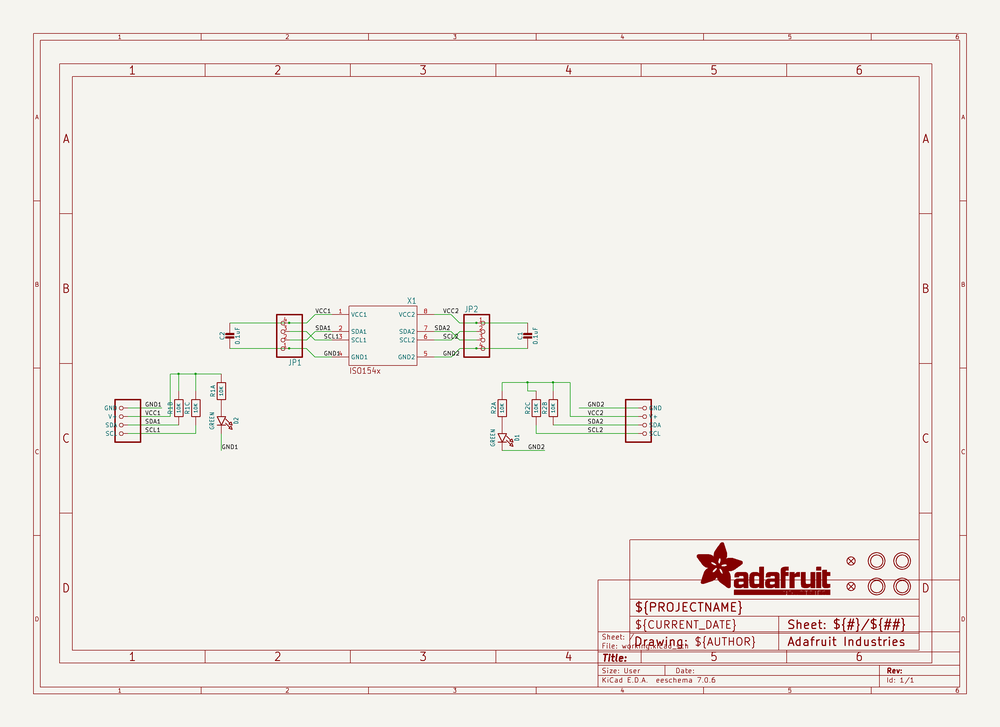 1 2 3 4 5 6
1 2 3 4 5 6
A A A A
B B B B
X1
JP2
VCC1 1 VCC1 VCC2 8 VCC2
SDA1 2 SDA1 SDA2 7 SDA2
SCL1 3 SCL1 SCL2 6 SCL2
GND1 4 GND1 GND2 5 GND2
C2 0.1uF
C1 0.1uF
JP1
ISO154x
GND GND1
V+ VCC1
SDA SDA1
SCL SCL1
R1B 10K
R1C 10K
R1A 10K
GREEN D2
GND1
R2A 10K
R2C 10K
R2B 10K
GREEN D1
GND2
GND2 GND
VCC2 V+
SDA2 SDA
SCL2 SCL
C C C C
D D D D
adafruit
${PROJECTNAME}
${CURRENT_DATE} Sheet: ${#}/${##}
Drawing: ${AUTHOR} Adafruit Industries
Sheet: /
File: working.kicad_sch
Title:
Size: User Date: Rev:
KiCad E.D.A. eeschema 7.0.6 Id: 1/1
1 2 3 4 5 6
1 2 3 4 5 6